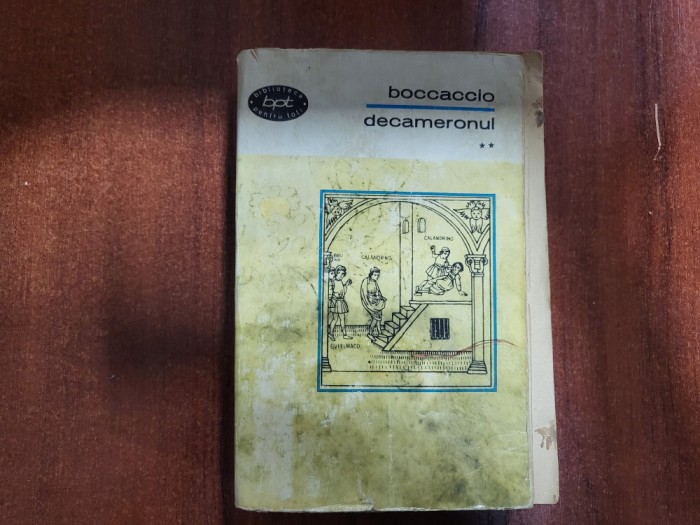 biblioteca
bpt
pentru toți
boccaccio
decameronul
**
CALANDRINO
CALANDRINO